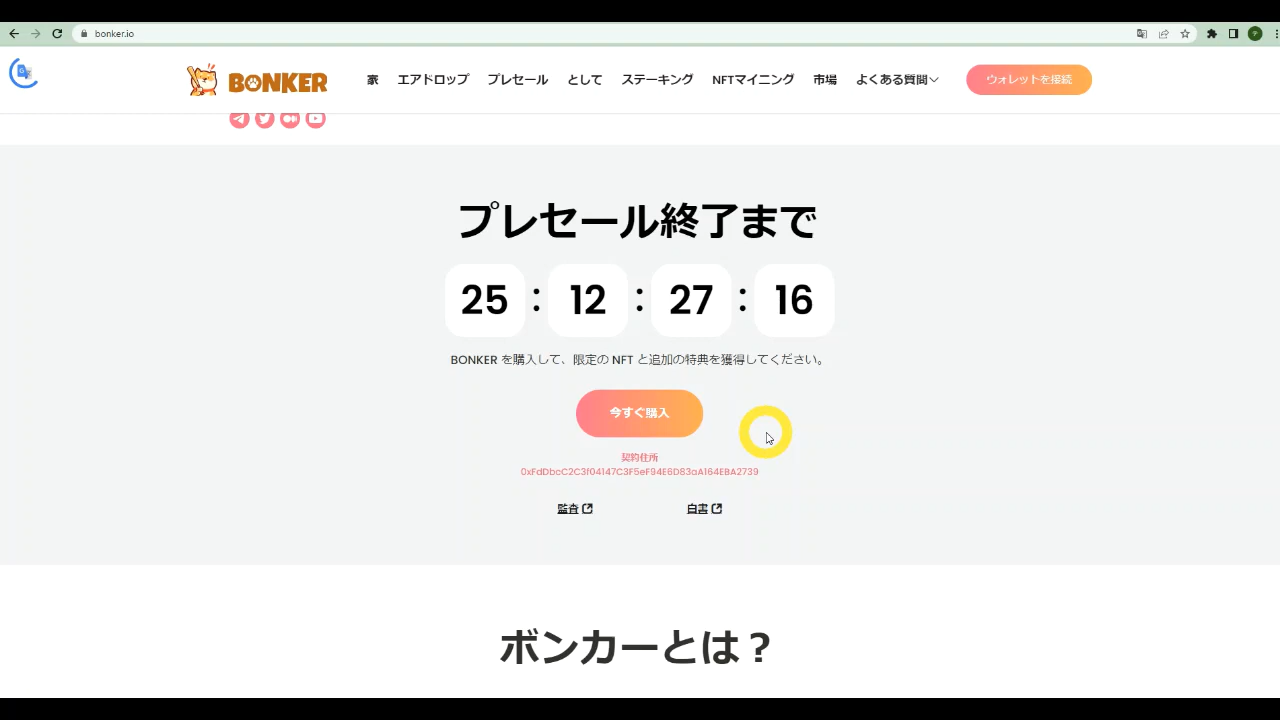 bonker.io
BONKER
家 エアドロップ プレセール として ステーキング NFTマイニング 市場 よくある質問 ウォレットを接続
プレセール終了まで
25 : 12 : 27 : 16
BONKER を購入して、限定の NFT と追加の特典を獲得してください。
今すぐ購入
契約住所
0xFdDbcC2C3f04147C3F5eF94E6D83aA164EBA2739
監査 白書
ボンカーとは？